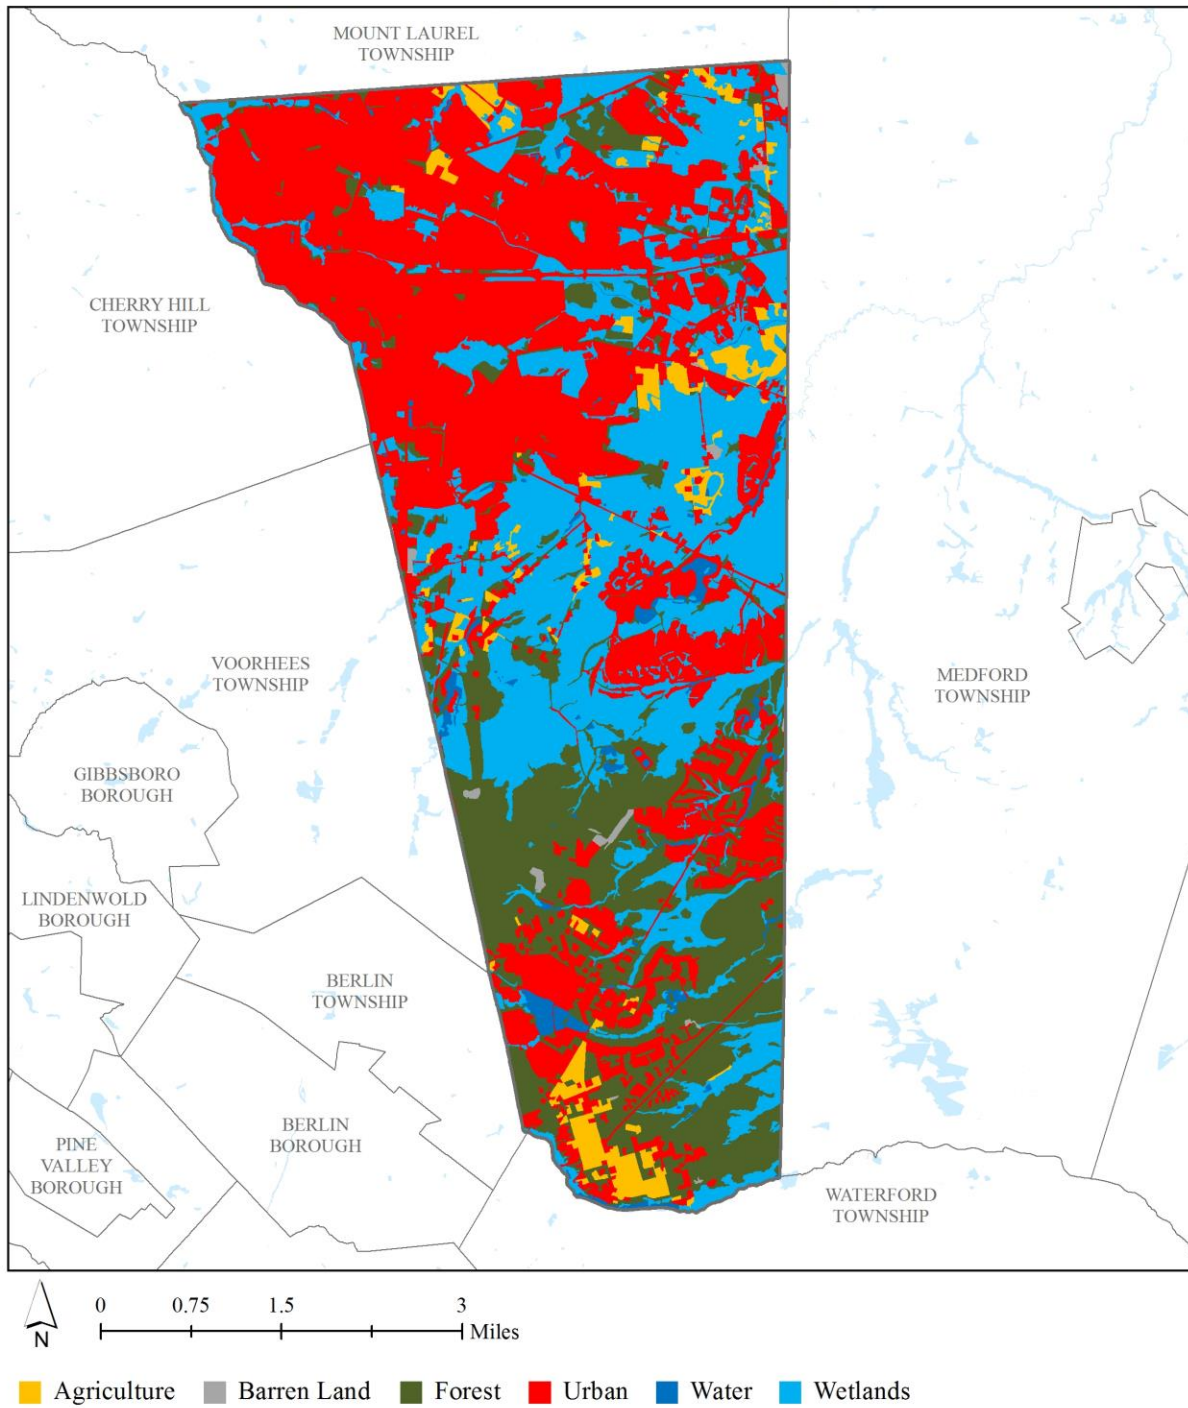 MOUNT LAUREL
TOWNSHIP
CHERRY HILL
TOWNSHIP
VOORHEES
TOWNSHIP
MEDFORD
TOWNSHIP
GIBBSBORO
BOROUGH
LINDENWOLD
BOROUGH
BERLIN
TOWNSHIP
BERLIN
BOROUGH
PINE
VALLEY
BOROUGH
WATERFORD
TOWNSHIP
N
0 0.75 1.5 3
Miles
Agriculture Barren Land Forest Urban Water Wetlands